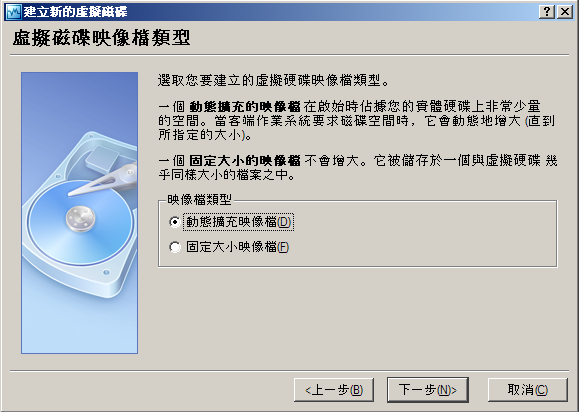 建立新的虛擬磁碟
虛擬磁碟映像檔類型
選取您要建立的虛擬硬碟映像檔類型。
一個 動態擴充的映像檔 在啟始時佔據您的實體硬碟上非常少量
的空間。當客端作業系統要求磁碟空間時，它會動態地增大 (直到
所指定的大小)。
一個 固定大小的映像檔 不會增大。它被儲存於一個與虛擬硬碟 幾
乎同樣大小的檔案之中。
映像檔類型
動態擴充映像檔(D)
固定大小映像檔(F)
<上一步(B)
下一步(N)>
取消(C)